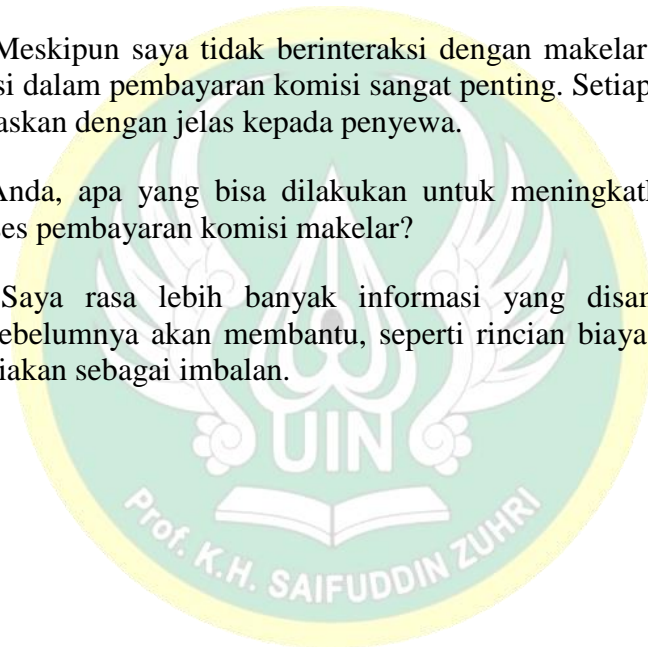 Meskipun saya tidak berinteraksi dengan makelar
si dalam pembayaran komisi sangat penting. Setiap
askan dengan jelas kepada penyewa.
Anda, apa yang bisa dilakukan untuk meningkatk
es pembayaran komisi makelar?
Saya rasa lebih banyak informasi yang disam
ebelumnya akan membantu, seperti rincian biaya
iakan sebagai imbalan.
UIN
Prof. K.H. SAIFUDDIN ZUHRI